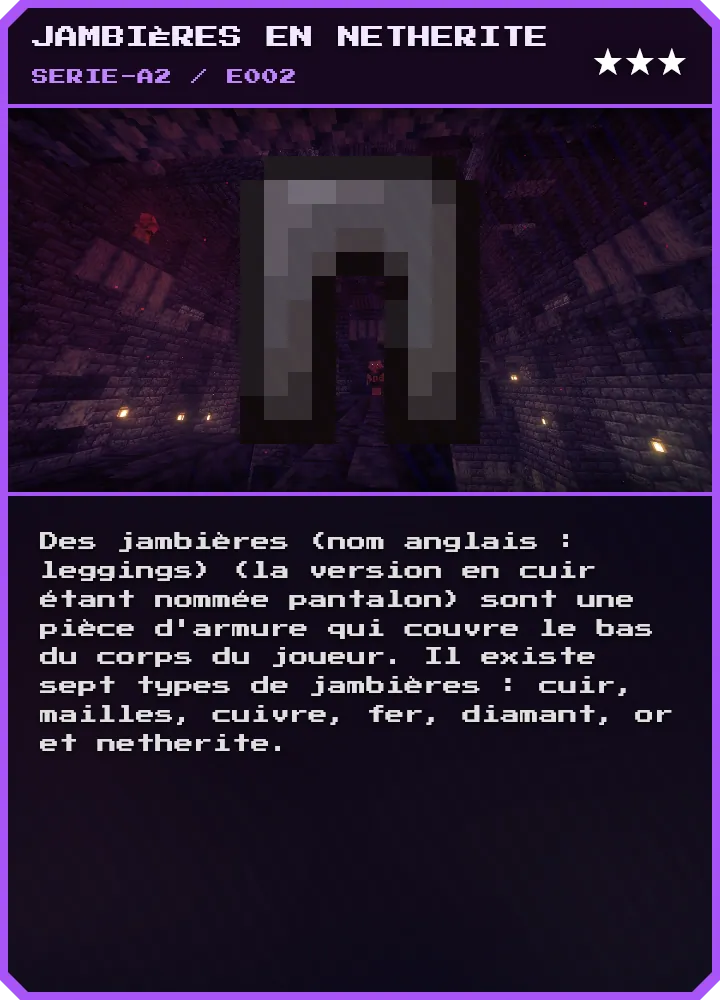 JAMBIèRES EN NETHERITE
SERIE-A2 / E002
★★★
Des jambières (nom anglais :
leggings) (la version en cuir
étant nommée pantalon) sont une
pièce d'armure qui couvre le bas
du corps du joueur. Il existe
sept types de jambières : cuir,
mailles, cuivre, fer, diamant, or
et netherite.